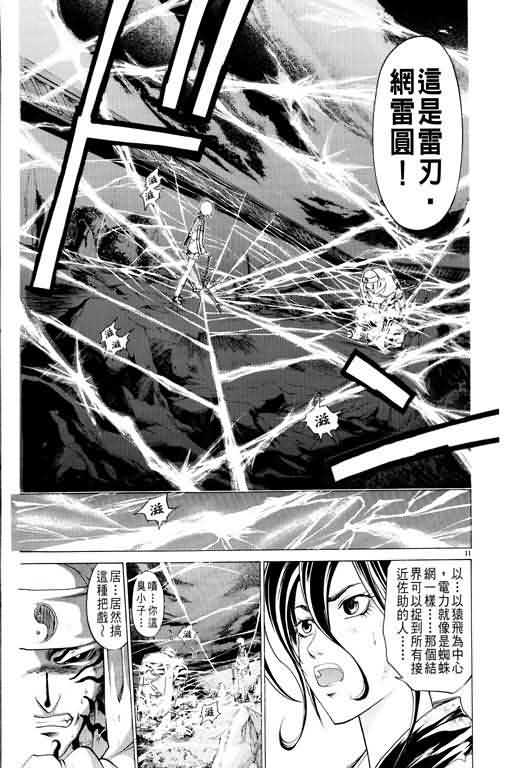 這是雷刃．
網雷圓！
滋
滋
滋
滋
11
以…以猿飛為中心
，電力就像是蜘蛛
網一樣……那個結
界可以捉到所有接
近佐助的人……
嘖…你這
臭小子…
滋
居…居然搞
這種把戲～